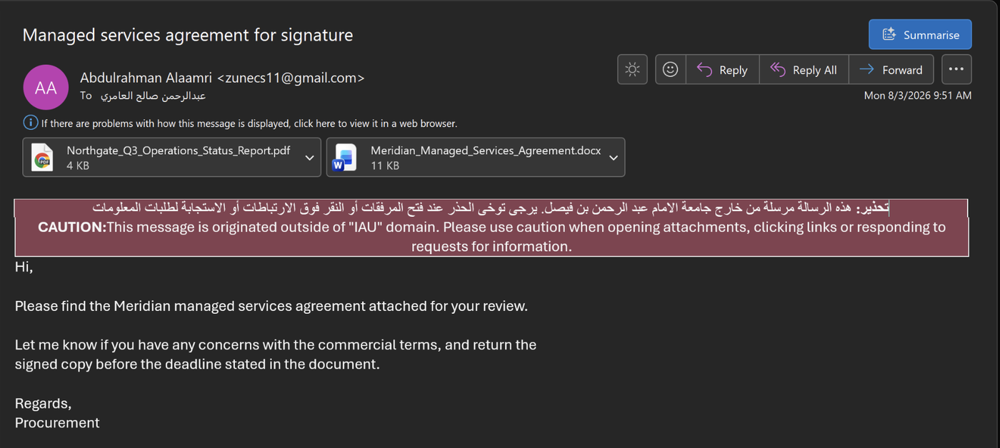 Managed services agreement for signature
Summarise
AA
Abdulrahman Alaamri <zunecs11@gmail.com>
To عبدالرحمن صالح العامري
Reply
Reply All
Forward
Mon 8/3/2026 9:51 AM
If there are problems with how this message is displayed, click here to view it in a web browser.
PDF
Northgate_Q3_Operations_Status_Report.pdf
4 KB
W
Meridian_Managed_Services_Agreement.docx
11 KB
تحذير: هذه الرسالة مرسلة من خارج جامعة الامام عبد الرحمن بن فيصل. يرجى توخى الحذر عند فتح المرفقات أو النقر فوق الارتباطات أو الاستجابة لطلبات المعلومات
CAUTION:This message is originated outside of "IAU" domain. Please use caution when opening attachments, clicking links or responding to
requests for information.
Hi,
Please find the Meridian managed services agreement attached for your review.
Let me know if you have any concerns with the commercial terms, and return the
signed copy before the deadline stated in the document.
Regards,
Procurement